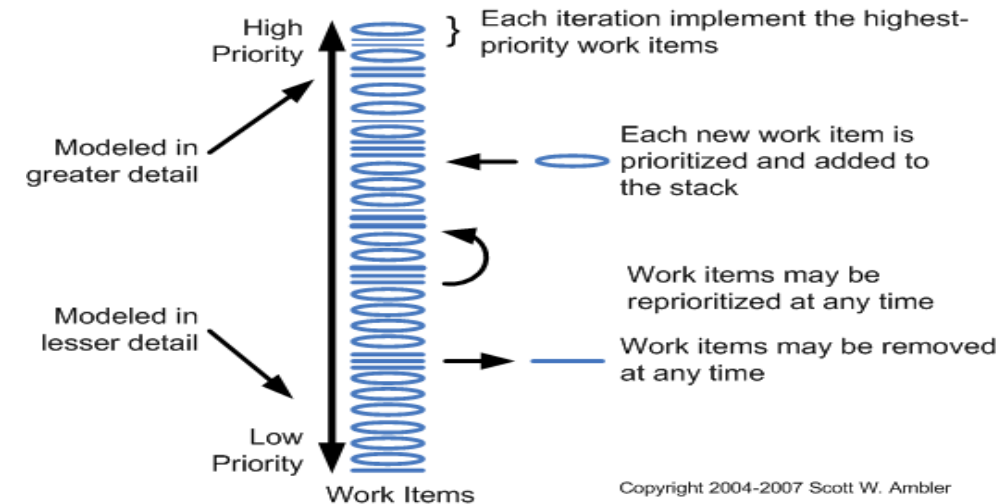 High
Priority
Each iteration implement the highest-
priority work items
Modeled in
greater detail
Each new work item is
prioritized and added to
the stack
Work items may be
reprioritized at any time
Modeled in
lesser detail
Work items may be removed
at any time
Low
Priority
Work Items
Copyright 2004-2007 Scott W. Ambler